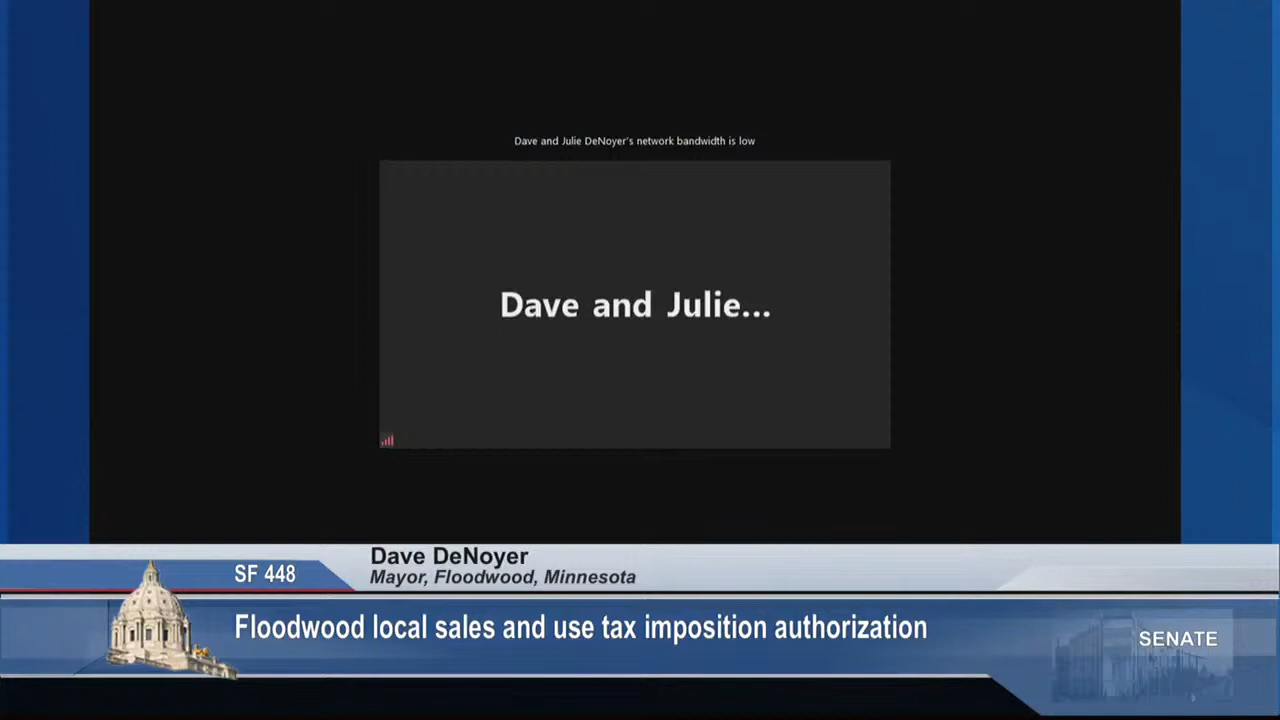 Dave and Julie DeNoyer's network bandwidth is low
Dave and Julie...
Dave DeNoyer
Mayor, Floodwood, Minnesota
SF 448
Floodwood local sales and use tax imposition authorization
SENATE